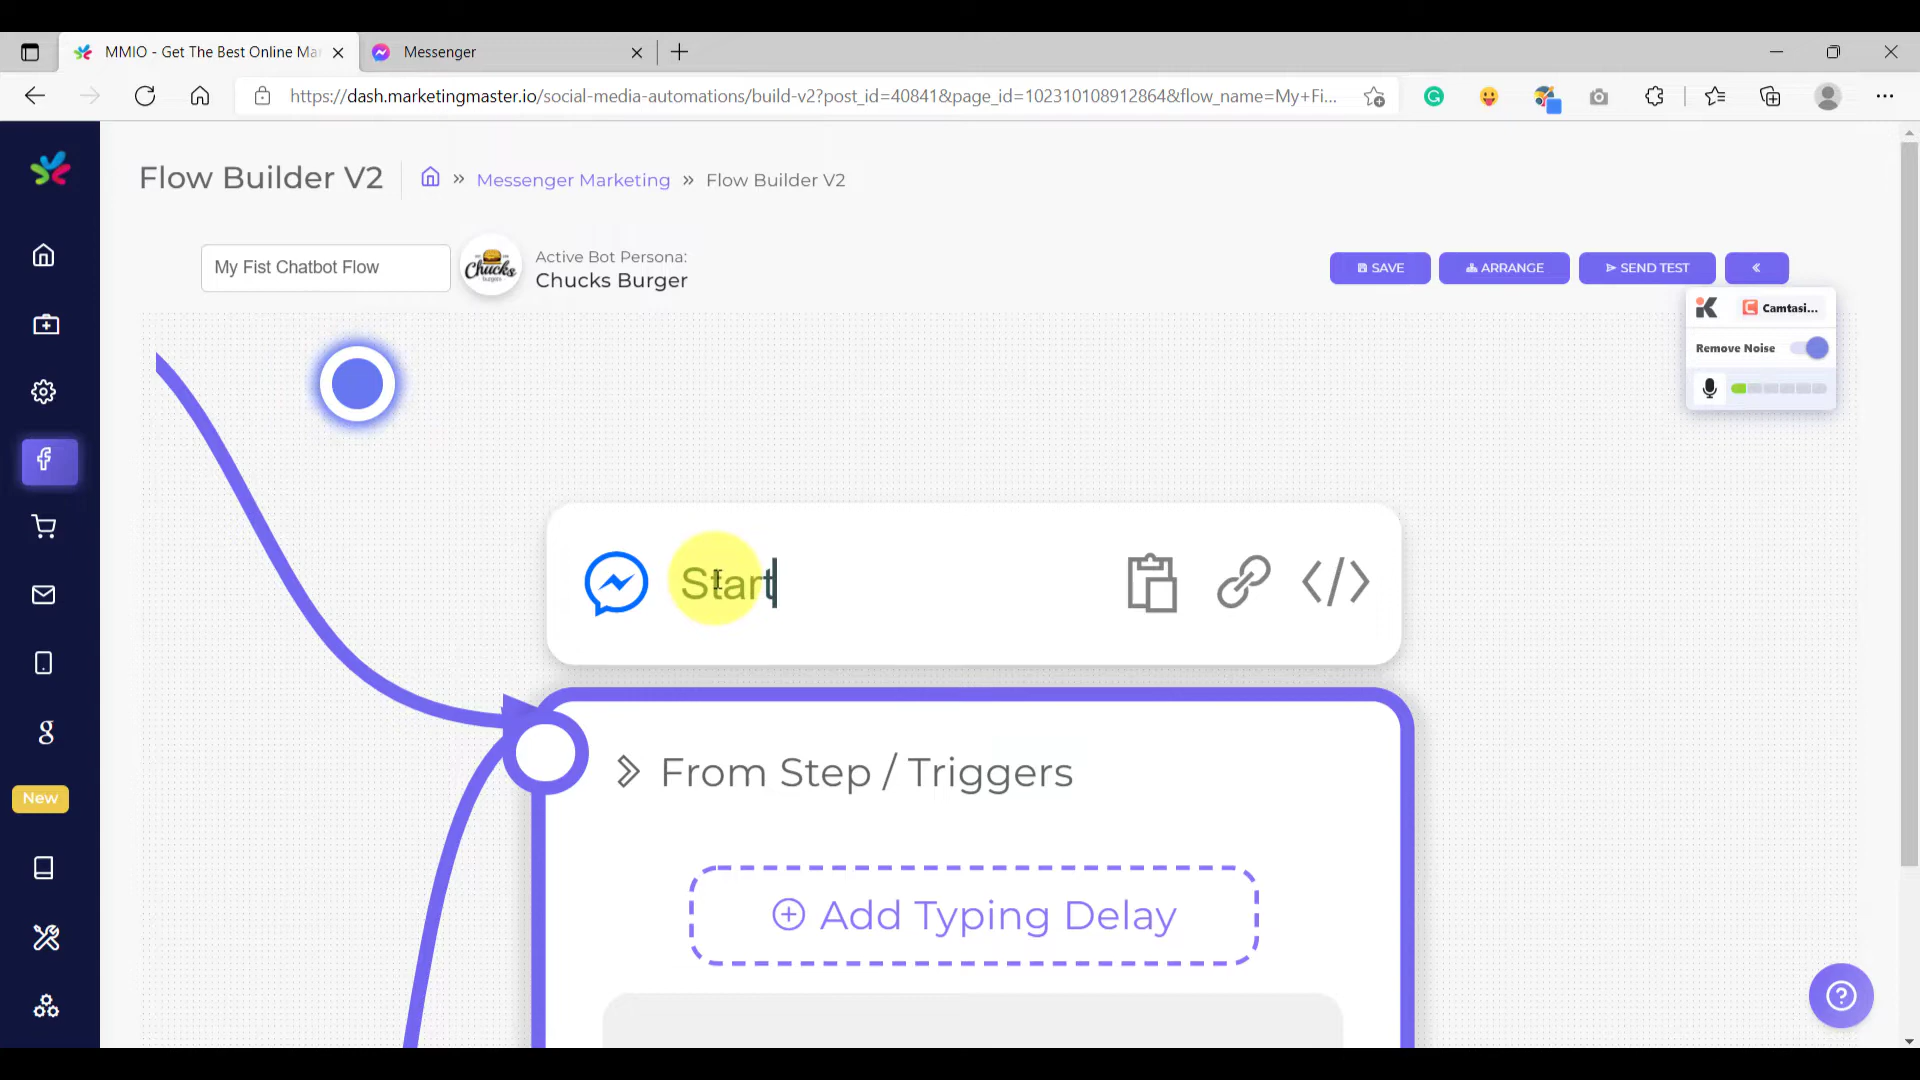 MMIO - Get The Best Online Ma
Messenger
https://dash.marketingmaster.io/social-media-automations/build-v2?post_id=40841&page_id=102310108912864&flow_name=My+Fi...
Flow Builder V2
» Messenger Marketing » Flow Builder V2
My Fist Chatbot Flow
Chucks
Active Bot Persona:
Chucks Burger
SAVE
ARRANGE
SEND TEST
Camtasi...
Remove Noise
Start
From Step / Triggers
Add Typing Delay
New